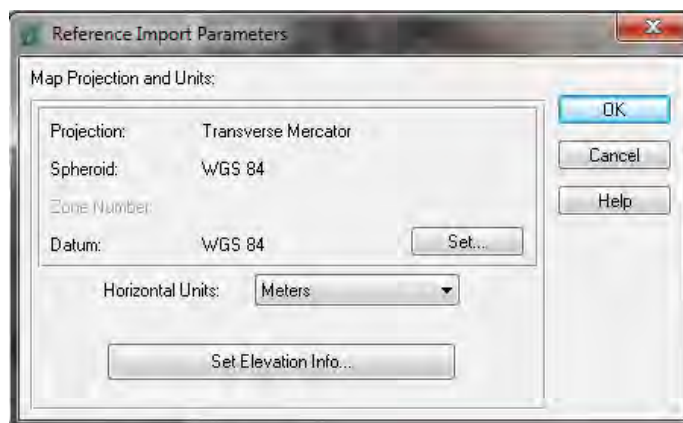 Reference Import Parameters
Map Projection and Units:
Projection: Transverse Mercator
Spheroid: WGS 84
Zone Number:
Datum: WGS 84 Set...
Horizontal Units: Meters
Set Elevation Info...
OK
Cancel
Help